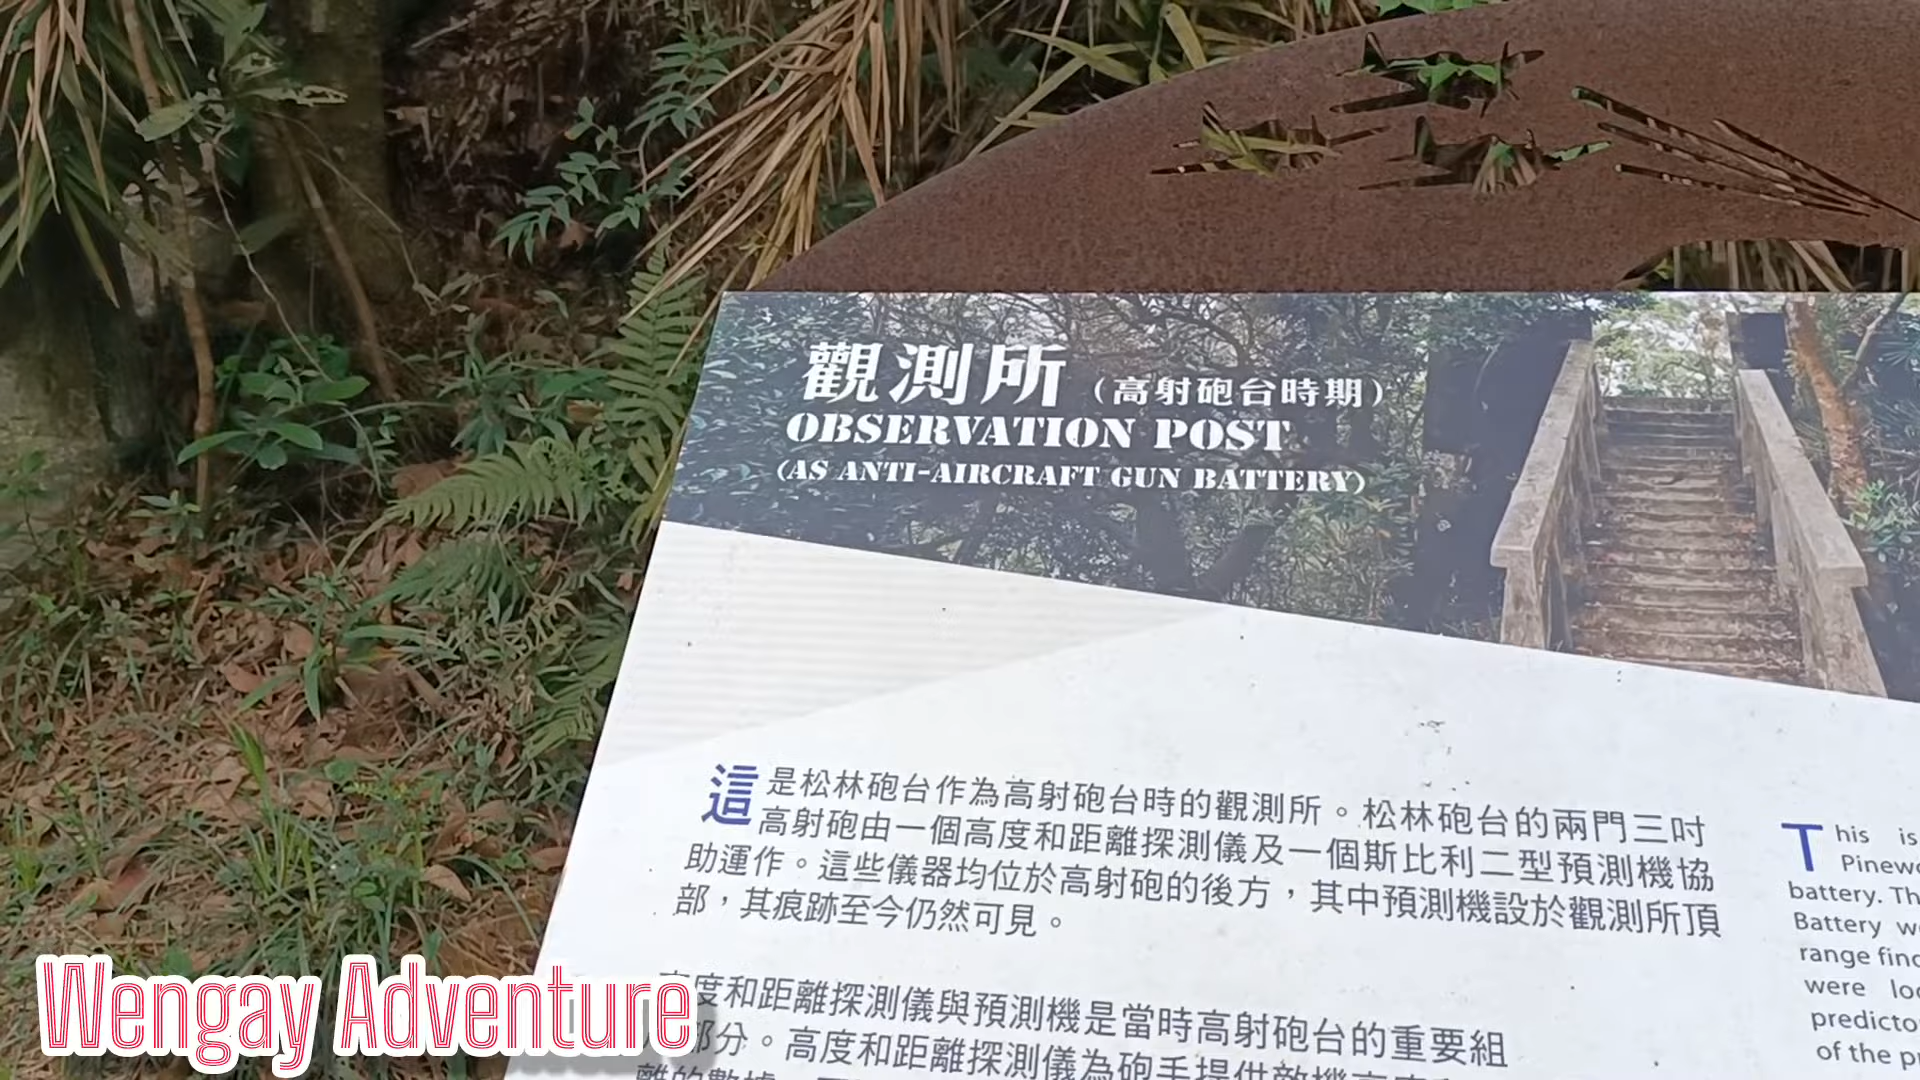 觀測所（高射砲台時期）
OBSERVATION POST
(AS ANTI-AIRCRAFT GUN BATTERY)
這是松林砲台作為高射砲台時的觀測所。松林砲台的兩門三吋
高射砲由一個高度和距離探測儀及一個斯比利二型預測機協
助運作。這些儀器均位於高射砲的後方，其中預測機設於觀測所頂
部，其痕跡至今仍然可見。
高度和距離探測儀與預測機是當時高射砲台的重要組
部分。高度和距離探測儀為砲手提供敵機高度
This is
battery. Th
Battery w
range find
were lo
predicto
of the p
Wengay Adventure